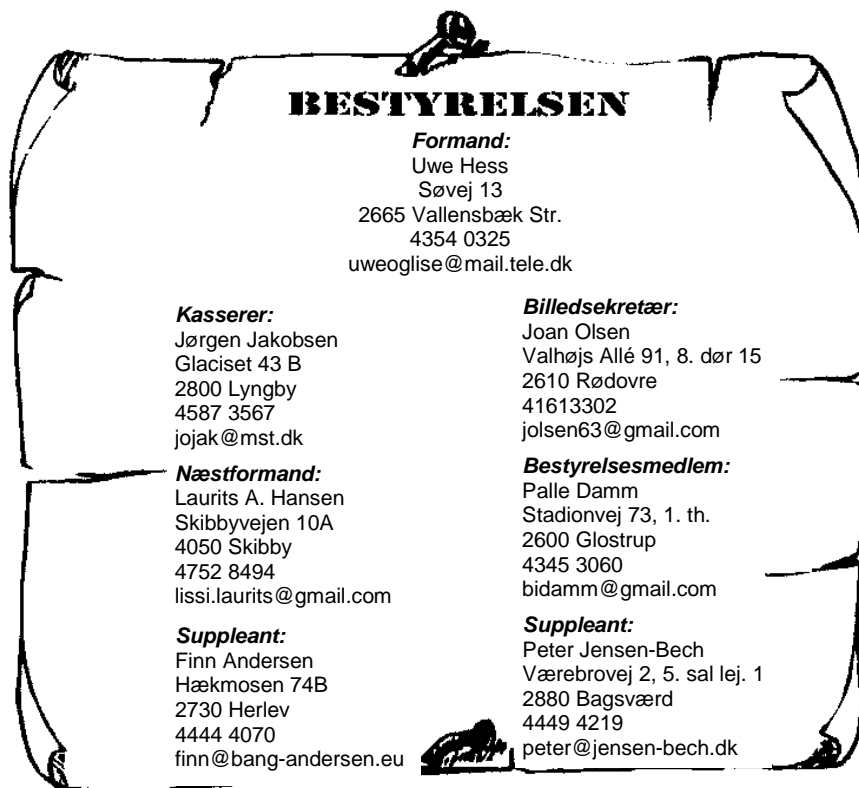 BESTYRELSEN
Formand:
Uwe Hess
Søvej 13
2665 Vallensbæk Str.
4354 0325
uweoglise@mail.tele.dk
Kasserer:
Jørgen Jakobsen
Glaciset 43 B
2800 Lyngby
4587 3567
jojak@mst.dk
Næstformand:
Laurits A. Hansen
Skibbyvejen 10A
4050 Skibby
4752 8494
lissi.laurits@gmail.com
Suppleant:
Finn Andersen
Hækmosen 74B
2730 Herlev
4444 4070
finn@bang-andersen.eu
Billedsekretær:
Joan Olsen
Valhøjs Allé 91, 8. dør 15
2610 Rødovre
41613302
jolsen63@gmail.com
Bestyrelsesmedlem:
Palle Damm
Stadionvej 73, 1. th.
2600 Glostrup
4345 3060
bidamm@gmail.com
Suppleant:
Peter Jensen-Bech
Værebrovej 2, 5. sal lej. 1
2880 Bagsværd
4449 4219
peter@jensen-bech.dk